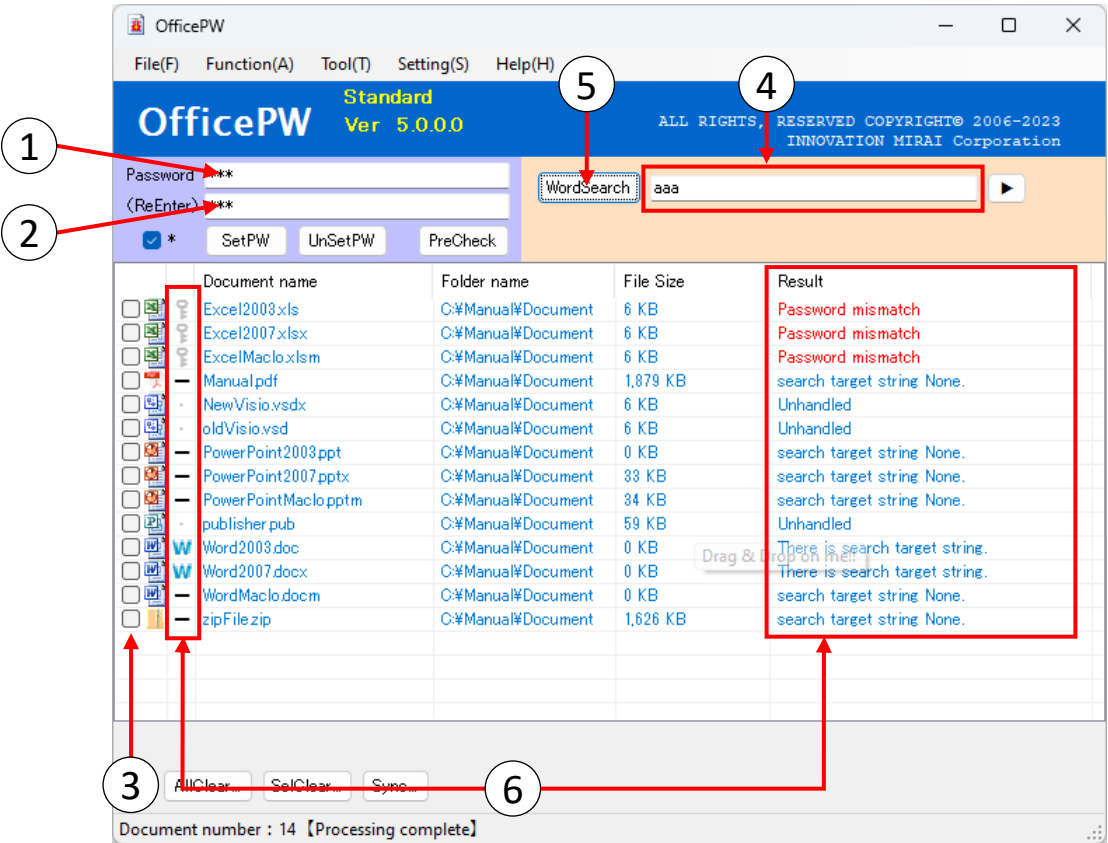 OfficePW
File(F) Function(A) Tool(T) Setting(S) Help(H)
5
4
OfficePW
Standard
Ver 5.0.0.0
ALL RIGHTS, RESERVED COPYRIGHT© 2006-2023
INNOVATION MIRAI Corporation
1
Password ***
WordSearch aaa ▶
2
(ReEnter) ***
* SetPW UnSetPW PreCheck
Document name Folder name File Size Result
Excel2003.xls C:¥Manual¥Document 6 KB Password mismatch
Excel2007.xlsx C:¥Manual¥Document 6 KB Password mismatch
ExcelMaclo.xlsm C:¥Manual¥Document 6 KB Password mismatch
Manual.pdf C:¥Manual¥Document 1,879 KB search target string None.
NewVisio.vsdx C:¥Manual¥Document 6 KB Unhandled
oldVisio.vsd C:¥Manual¥Document 6 KB Unhandled
PowerPoint2003.ppt C:¥Manual¥Document 0 KB search target string None.
PowerPoint2007.pptx C:¥Manual¥Document 33 KB search target string None.
PowerPointMaclo.pptm C:¥Manual¥Document 34 KB search target string None.
publisher.pub C:¥Manual¥Document 59 KB Unhandled
W Word2003.doc C:¥Manual¥Document 0 KB There is search target string.
Drag & Drop on me!!
W Word2007.docx C:¥Manual¥Document 0 KB There is search target string.
WordMaclo.docm C:¥Manual¥Document 0 KB search target string None.
zipFile.zip C:¥Manual¥Document 1,626 KB search target string None.
3
AllClear... SelClear... Sync...
6
Document number：14【Processing complete】